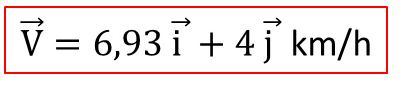 V⃗ = 6,93 i⃗ + 4 j⃗ km/h